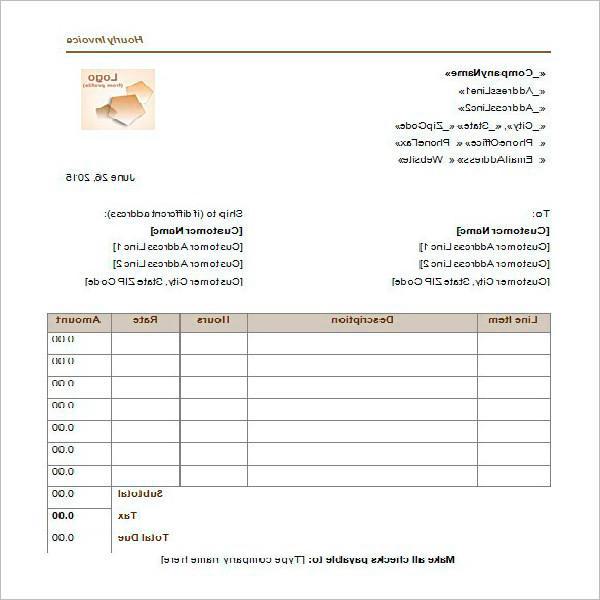 Hourly Invoice
«_CompanyName»
«_AddressLine1»
«_AddressLine2»
«_City», «_State» «_ZipCode»
«PhoneOffice» «PhoneFax»
«EmailAddress» «Website»
Logo
(from profile)
June 26, 2015
To:
[Customer Name]
[Customer Address Line 1]
[Customer Address Line 2]
[Customer State, City, ZIP Code]
Ship to (if different address):
[Customer Name]
[Customer Address Line 1]
[Customer Address Line 2]
[Customer State, City, ZIP Code]
Line Item Description Hours Rate Amount
0.00
0.00
0.00
0.00
0.00
0.00
0.00
Subtotal 0.00
Tax 0.00
Total Due 0.00
Make all checks payable to: [Type company name here]